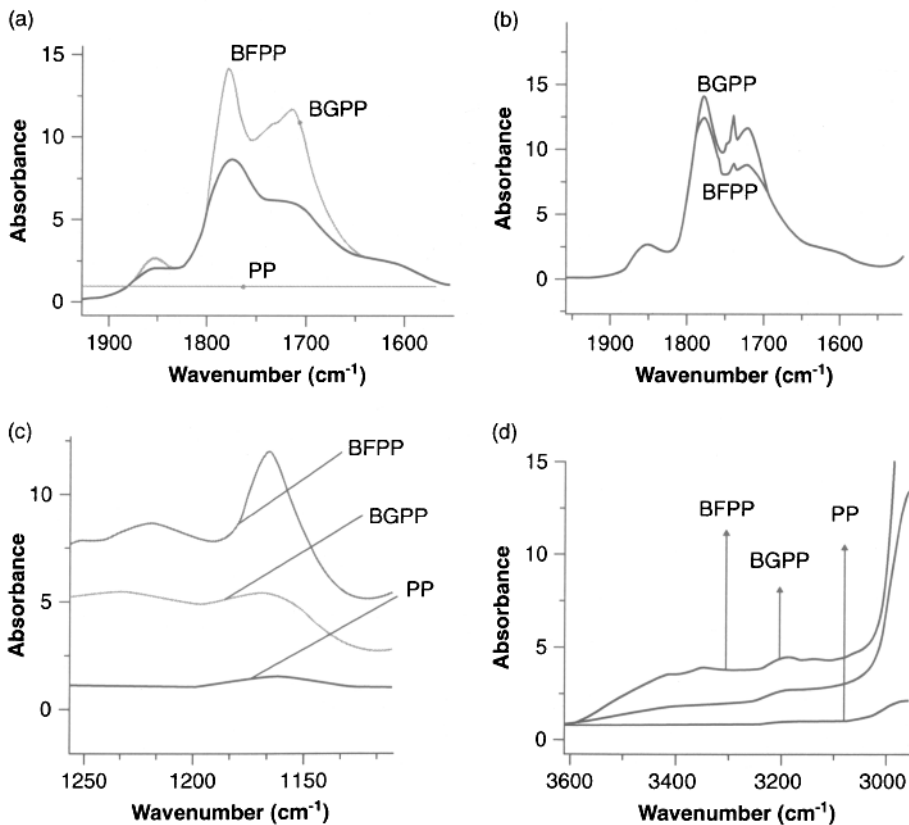 (a)
15
10
5
0
Absorbance
BFPP
BGPP
PP
1900 1800 1700 1600
Wavenumber (cm⁻¹)
(b)
15
10
5
0
Absorbance
BGPP
BFPP
1900 1800 1700 1600
Wavenumber (cm⁻¹)
(c)
10
5
0
Absorbance
BFPP
BGPP
PP
1250 1200 1150
Wavenumber (cm⁻¹)
(d)
15
10
5
0
Absorbance
BFPP
BGPP
PP
3600 3400 3200 3000
Wavenumber (cm⁻¹)